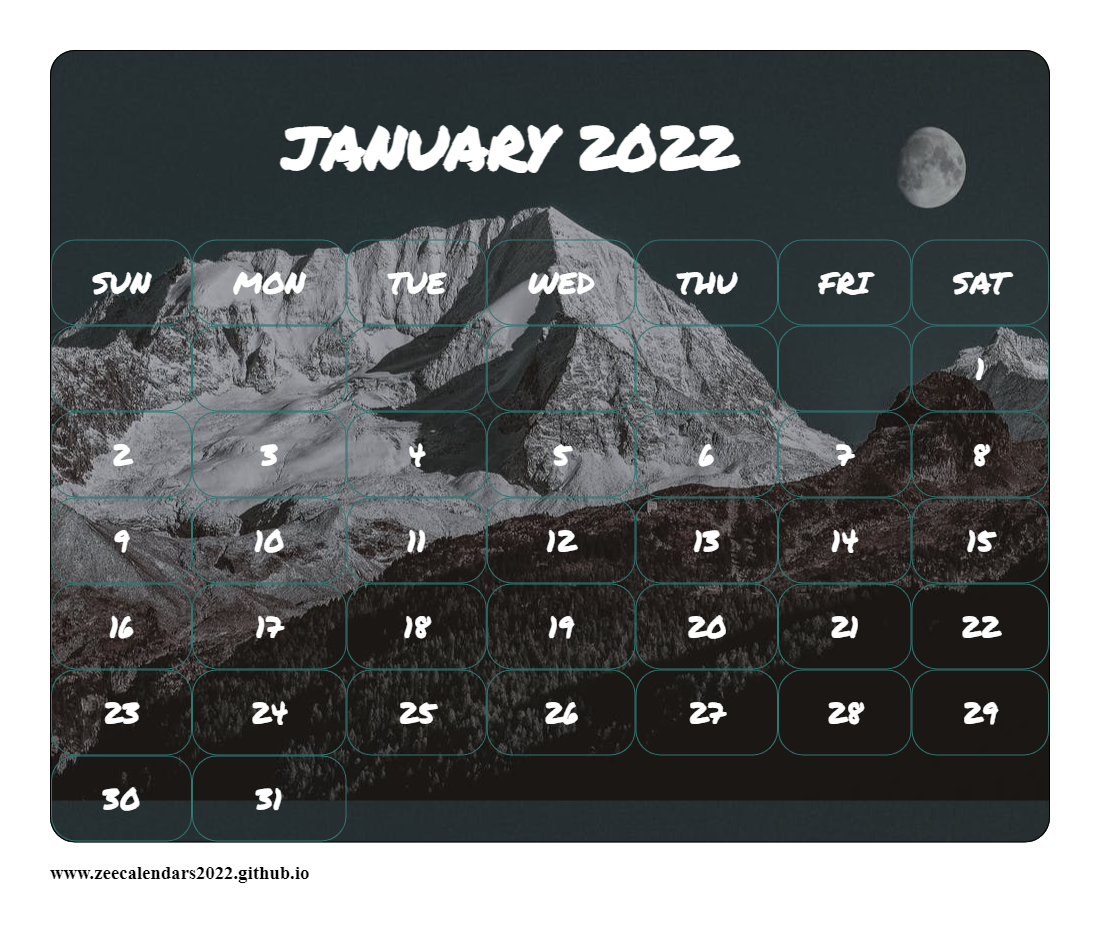 JANUARY 2022
SUN MON TUE WED THU FRI SAT
1
2 3 4 5 6 7 8
9 10 11 12 13 14 15
16 17 18 19 20 21 22
23 24 25 26 27 28 29
30 31
www.zeecalendars2022.github.io